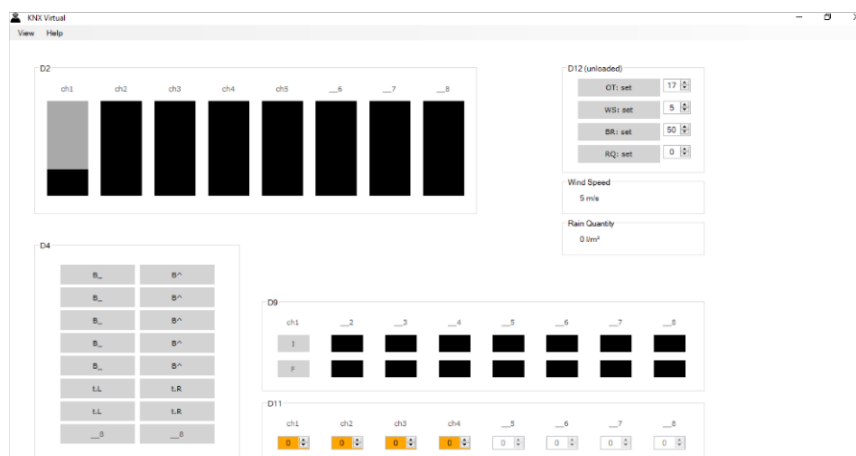 KNX Virtual
View Help
D2
ch1 ch2 ch3 ch4 ch5 __6 __7 __8
D12 (unloaded)
OT: set 17
WS: set 5
BR: set 50
RQ: set 0
Wind Speed
5 m/s
Rain Quantity
0 l/m²
D4
B_ B^
B_ B^
B_ B^
B_ B^
B_ B^
t.L t.R
t.L t.R
__8 __8
D9
ch1 __2 __3 __4 __5 __6 __7 __8
I
P
D11
ch1 ch2 ch3 ch4 __5 __6 __7 __8
0 0 0 0 0 0 0 0